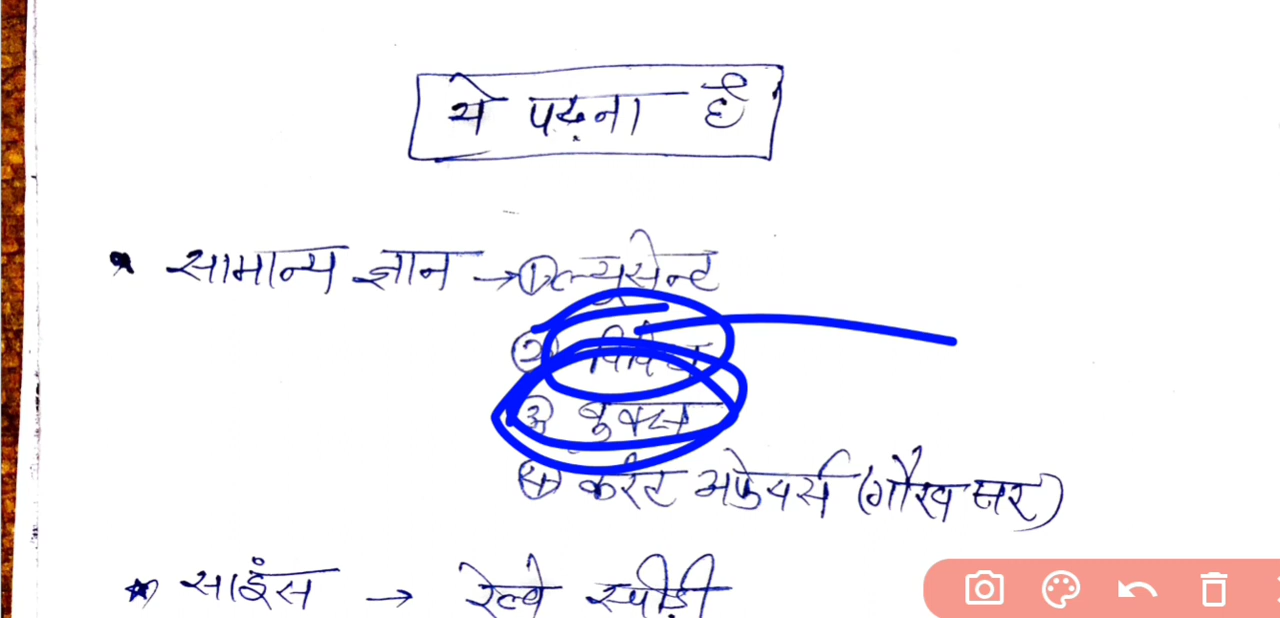 ये पढ़ना है
* सामान्य ज्ञान → ① ल्यूसेन्ट
② विविध
③ बुक्स
④ करंट अफेयर्स (गौरव सर)
* साइंस → रेल्वे स्पीडी